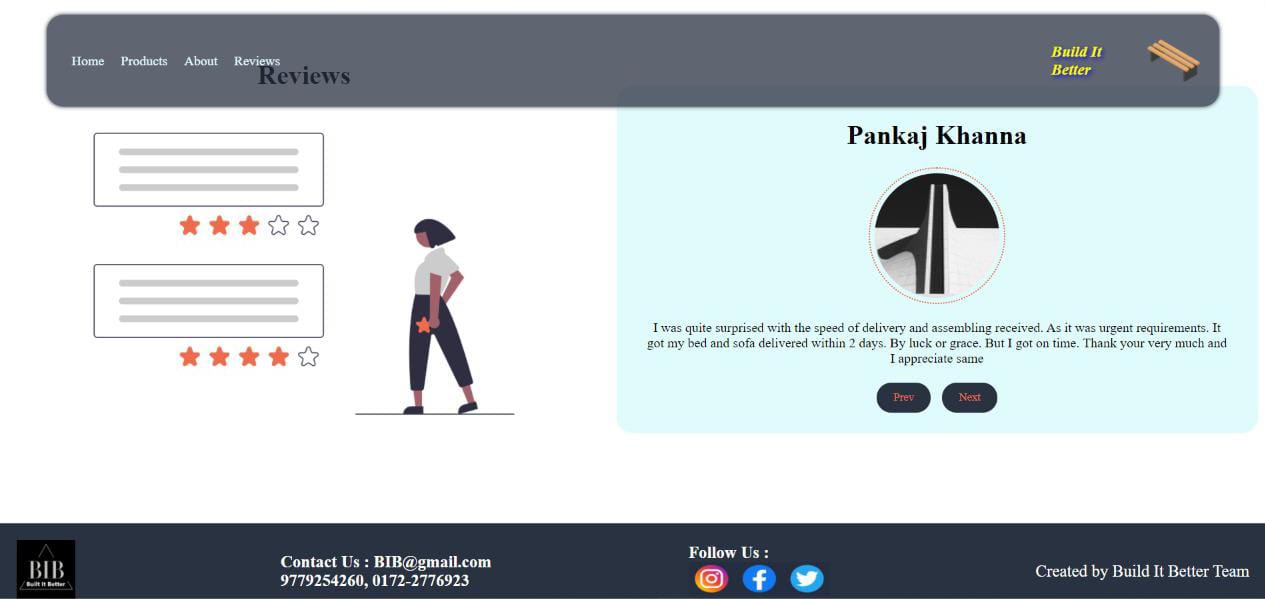 Home Products About Reviews
Build It
Better
Reviews
Pankaj Khanna
I was quite surprised with the speed of delivery and assembling received. As it was urgent requirements. It
got my bed and sofa delivered within 2 days. By luck or grace. But I got on time. Thank your very much and
I appreciate same
Prev Next
BIB
Built It Better
Contact Us : BIB@gmail.com
9779254260, 0172-2776923
Follow Us :
Created by Build It Better Team